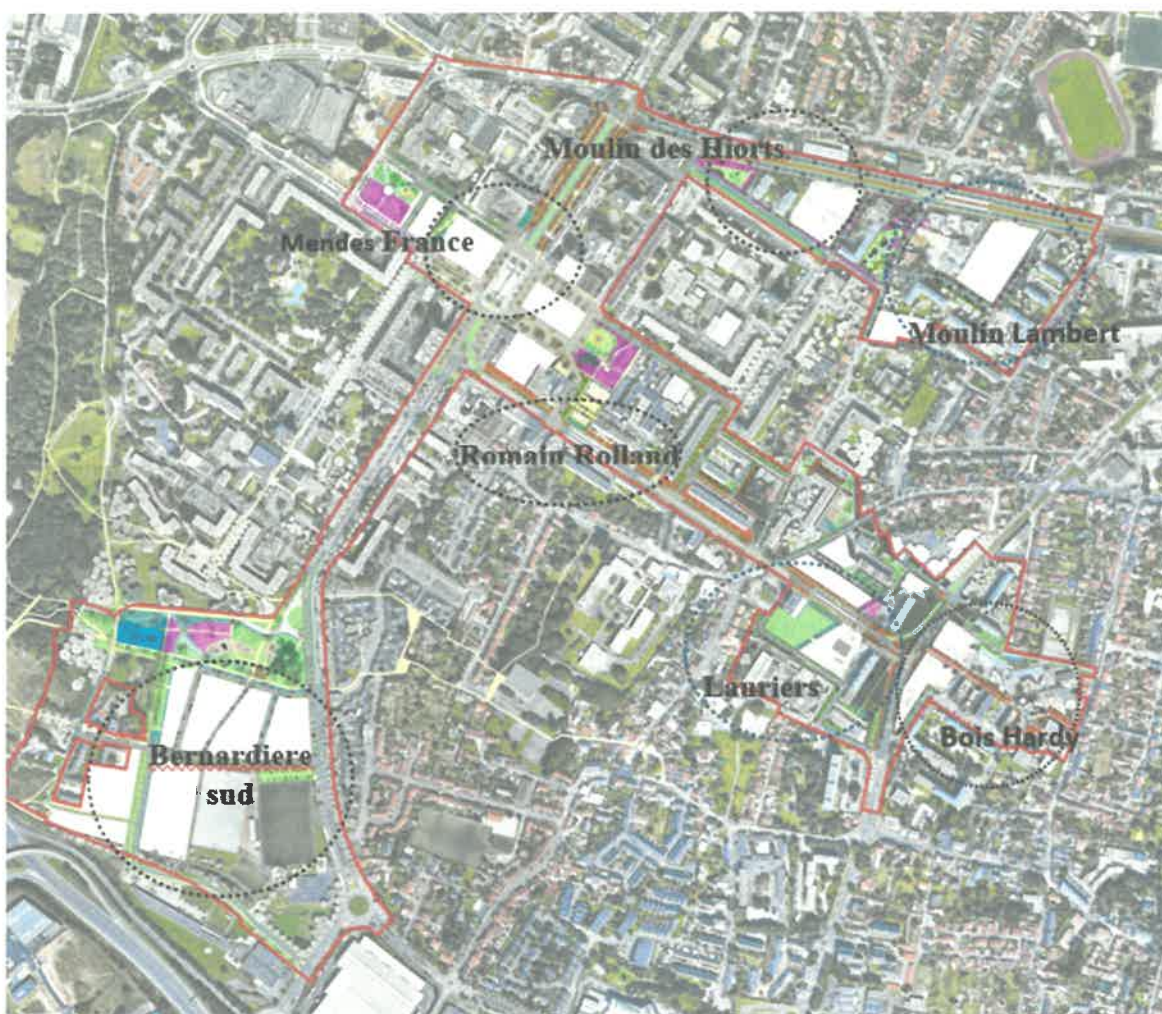 Moulin des Hiorts
Mendes France
Moulin Lambert
Romain Rolland
Lauriers
Bois Hardy
Bernardiere
sud